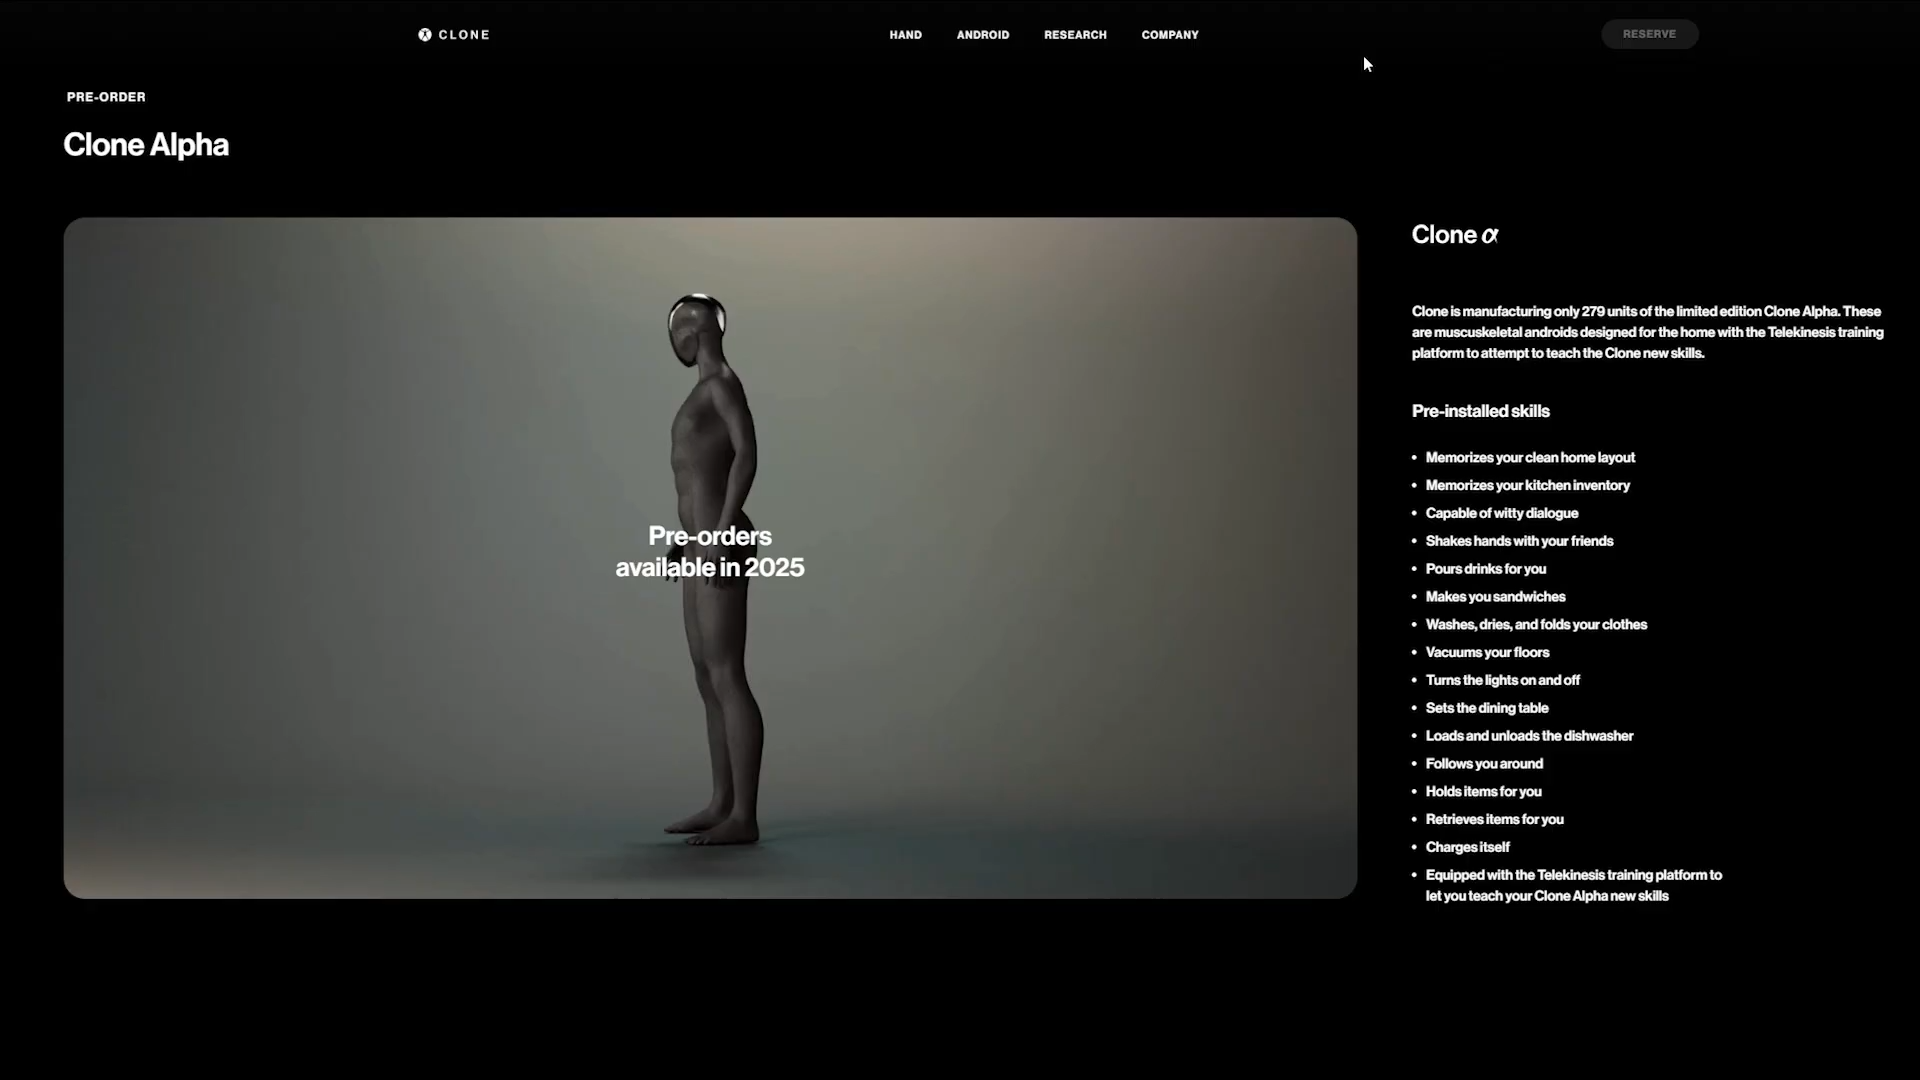 CLONE
HAND
ANDROID
RESEARCH
COMPANY
RESERVE
PRE-ORDER
Clone Alpha
Pre-orders
available in 2025
Clone α
Clone is manufacturing only 279 units of the limited edition Clone Alpha. These
are muscuskeletal androids designed for the home with the Telekinesis training
platform to attempt to teach the Clone new skills.
Pre-installed skills
• Memorizes your clean home layout
• Memorizes your kitchen inventory
• Capable of witty dialogue
• Shakes hands with your friends
• Pours drinks for you
• Makes you sandwiches
• Washes, dries, and folds your clothes
• Vacuums your floors
• Turns the lights on and off
• Sets the dining table
• Loads and unloads the dishwasher
• Follows you around
• Holds items for you
• Retrieves items for you
• Charges itself
• Equipped with the Telekinesis training platform to
let you teach your Clone Alpha new skills